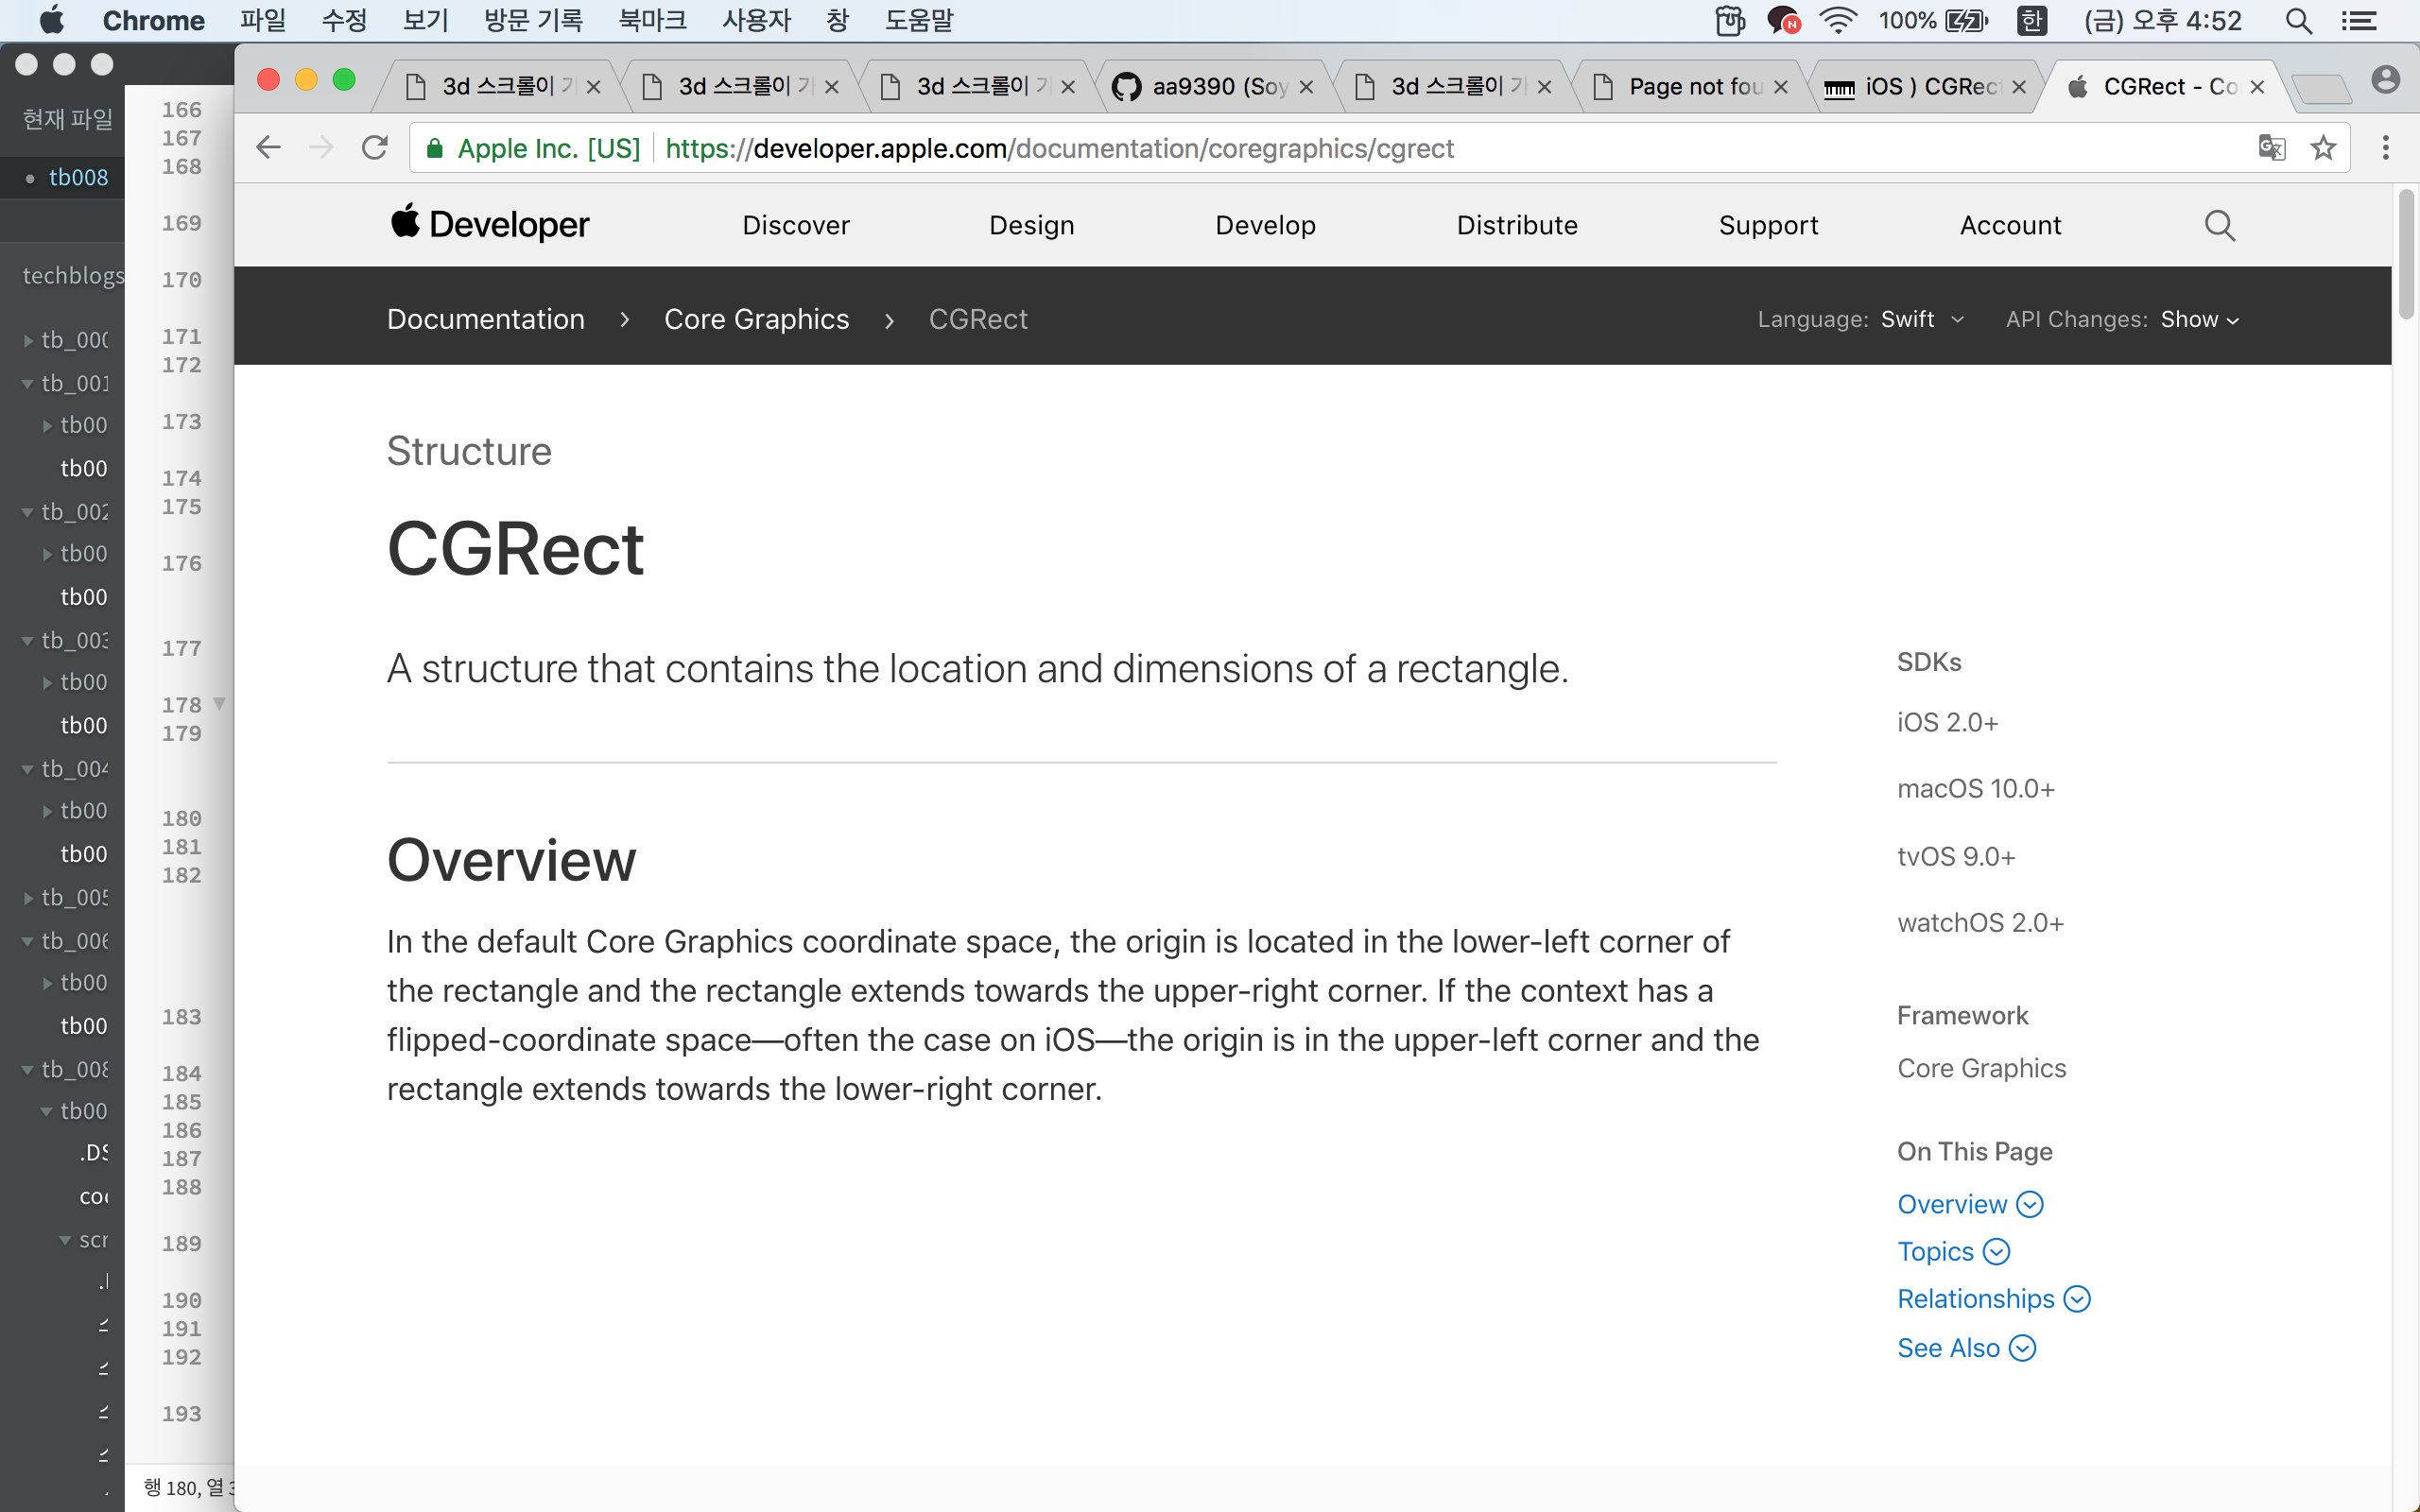 Chrome 파일 수정 보기 방문 기록 북마크 사용자 창 도움말 100% 한 (금) 오후 4:52
3d 스크롤이 3d 스크롤이 3d 스크롤이 aa9390 (Soy 3d 스크롤이 Page not fou iOS ) CGRect CGRect - Co
Apple Inc. [US] https://developer.apple.com/documentation/coregraphics/cgrect
Developer Discover Design Develop Distribute Support Account
Documentation > Core Graphics > CGRect Language: Swift API Changes: Show
Structure
CGRect
A structure that contains the location and dimensions of a rectangle.
Overview
In the default Core Graphics coordinate space, the origin is located in the lower-left corner of
the rectangle and the rectangle extends towards the upper-right corner. If the context has a
flipped-coordinate space—often the case on iOS—the origin is in the upper-left corner and the
rectangle extends towards the lower-right corner.
SDKs
iOS 2.0+
macOS 10.0+
tvOS 9.0+
watchOS 2.0+
Framework
Core Graphics
On This Page
Overview
Topics
Relationships
See Also
현재 파일
tb008
techblogs
tb_000
tb_001
tb00
tb00
tb_002
tb00
tb00
tb_003
tb00
tb00
tb_004
tb00
tb00
tb_005
tb_006
tb00
tb00
tb_008
tb00
.DS
scr
166
167
168
169
170
171
172
173
174
175
176
177
178
179
180
181
182
183
184
185
186
187
188
189
190
191
192
193
행 180, 열